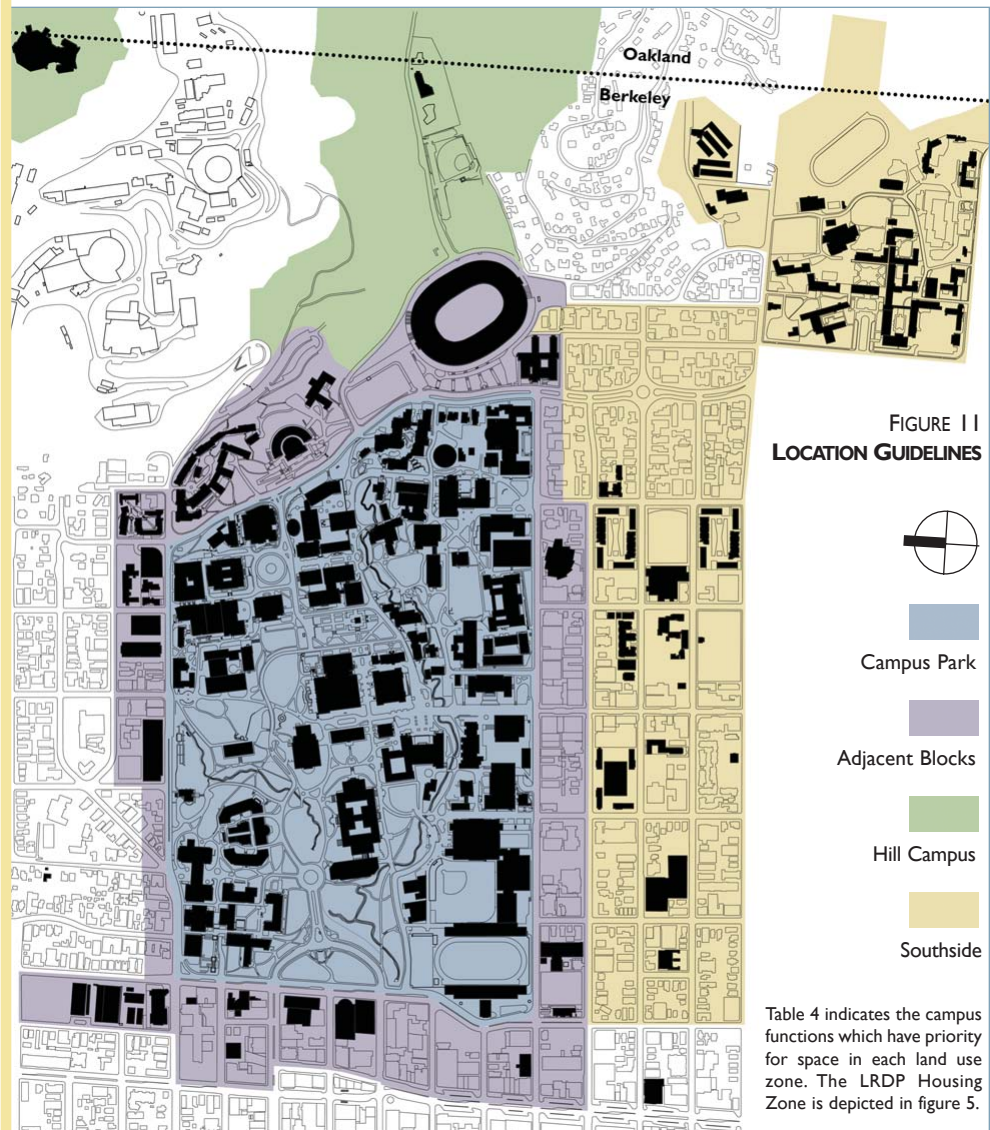 Oakland
Berkeley
FIGURE 11
LOCATION GUIDELINES
Campus Park
Adjacent Blocks
Hill Campus
Southside
Table 4 indicates the campus
functions which have priority
for space in each land use
zone. The LRDP Housing
Zone is depicted in figure 5.